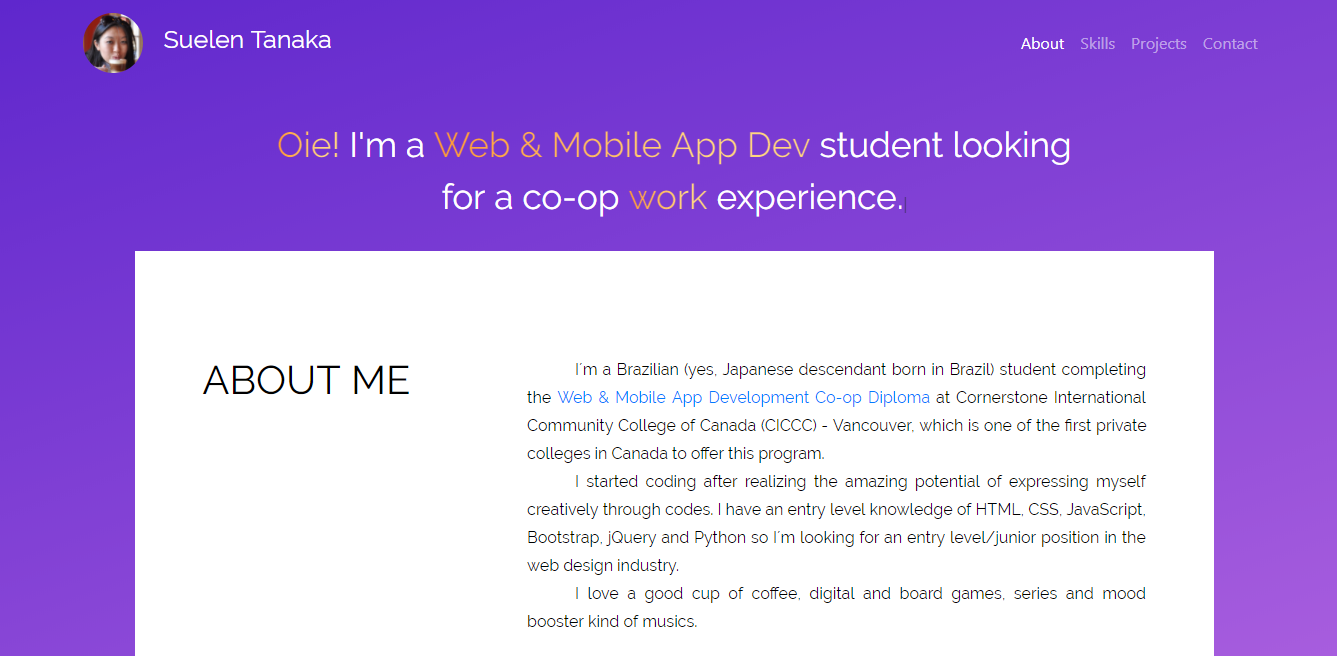 Suelen Tanaka
About Skills Projects Contact
Oie! I'm a Web & Mobile App Dev student looking
for a co-op work experience.
ABOUT ME
I´m a Brazilian (yes, Japanese descendant born in Brazil) student completing
the Web & Mobile App Development Co-op Diploma at Cornerstone International
Community College of Canada (CICCC) - Vancouver, which is one of the first private
colleges in Canada to offer this program.
I started coding after realizing the amazing potential of expressing myself
creatively through codes. I have an entry level knowledge of HTML, CSS, JavaScript,
Bootstrap, jQuery and Python so I´m looking for an entry level/junior position in the
web design industry.
I love a good cup of coffee, digital and board games, series and mood
booster kind of musics.